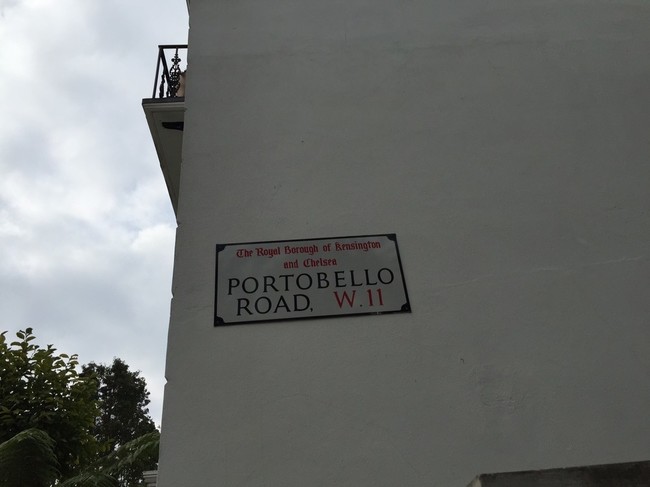 The Royal Borough of Kensington
and Chelsea
PORTOBELLO
ROAD, W.11